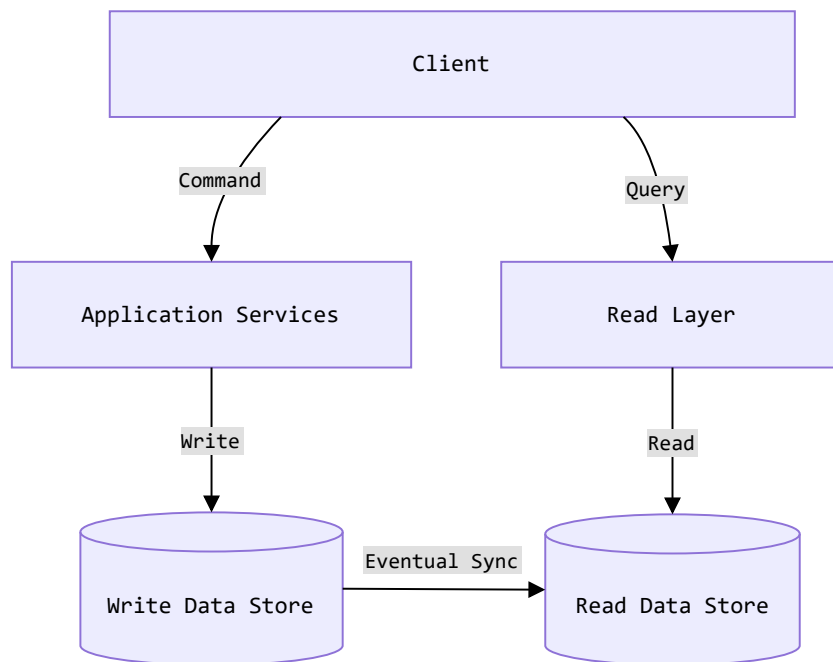 Client
Command
Query
Application Services
Read Layer
Write
Read
Eventual Sync
Write Data Store
Read Data Store